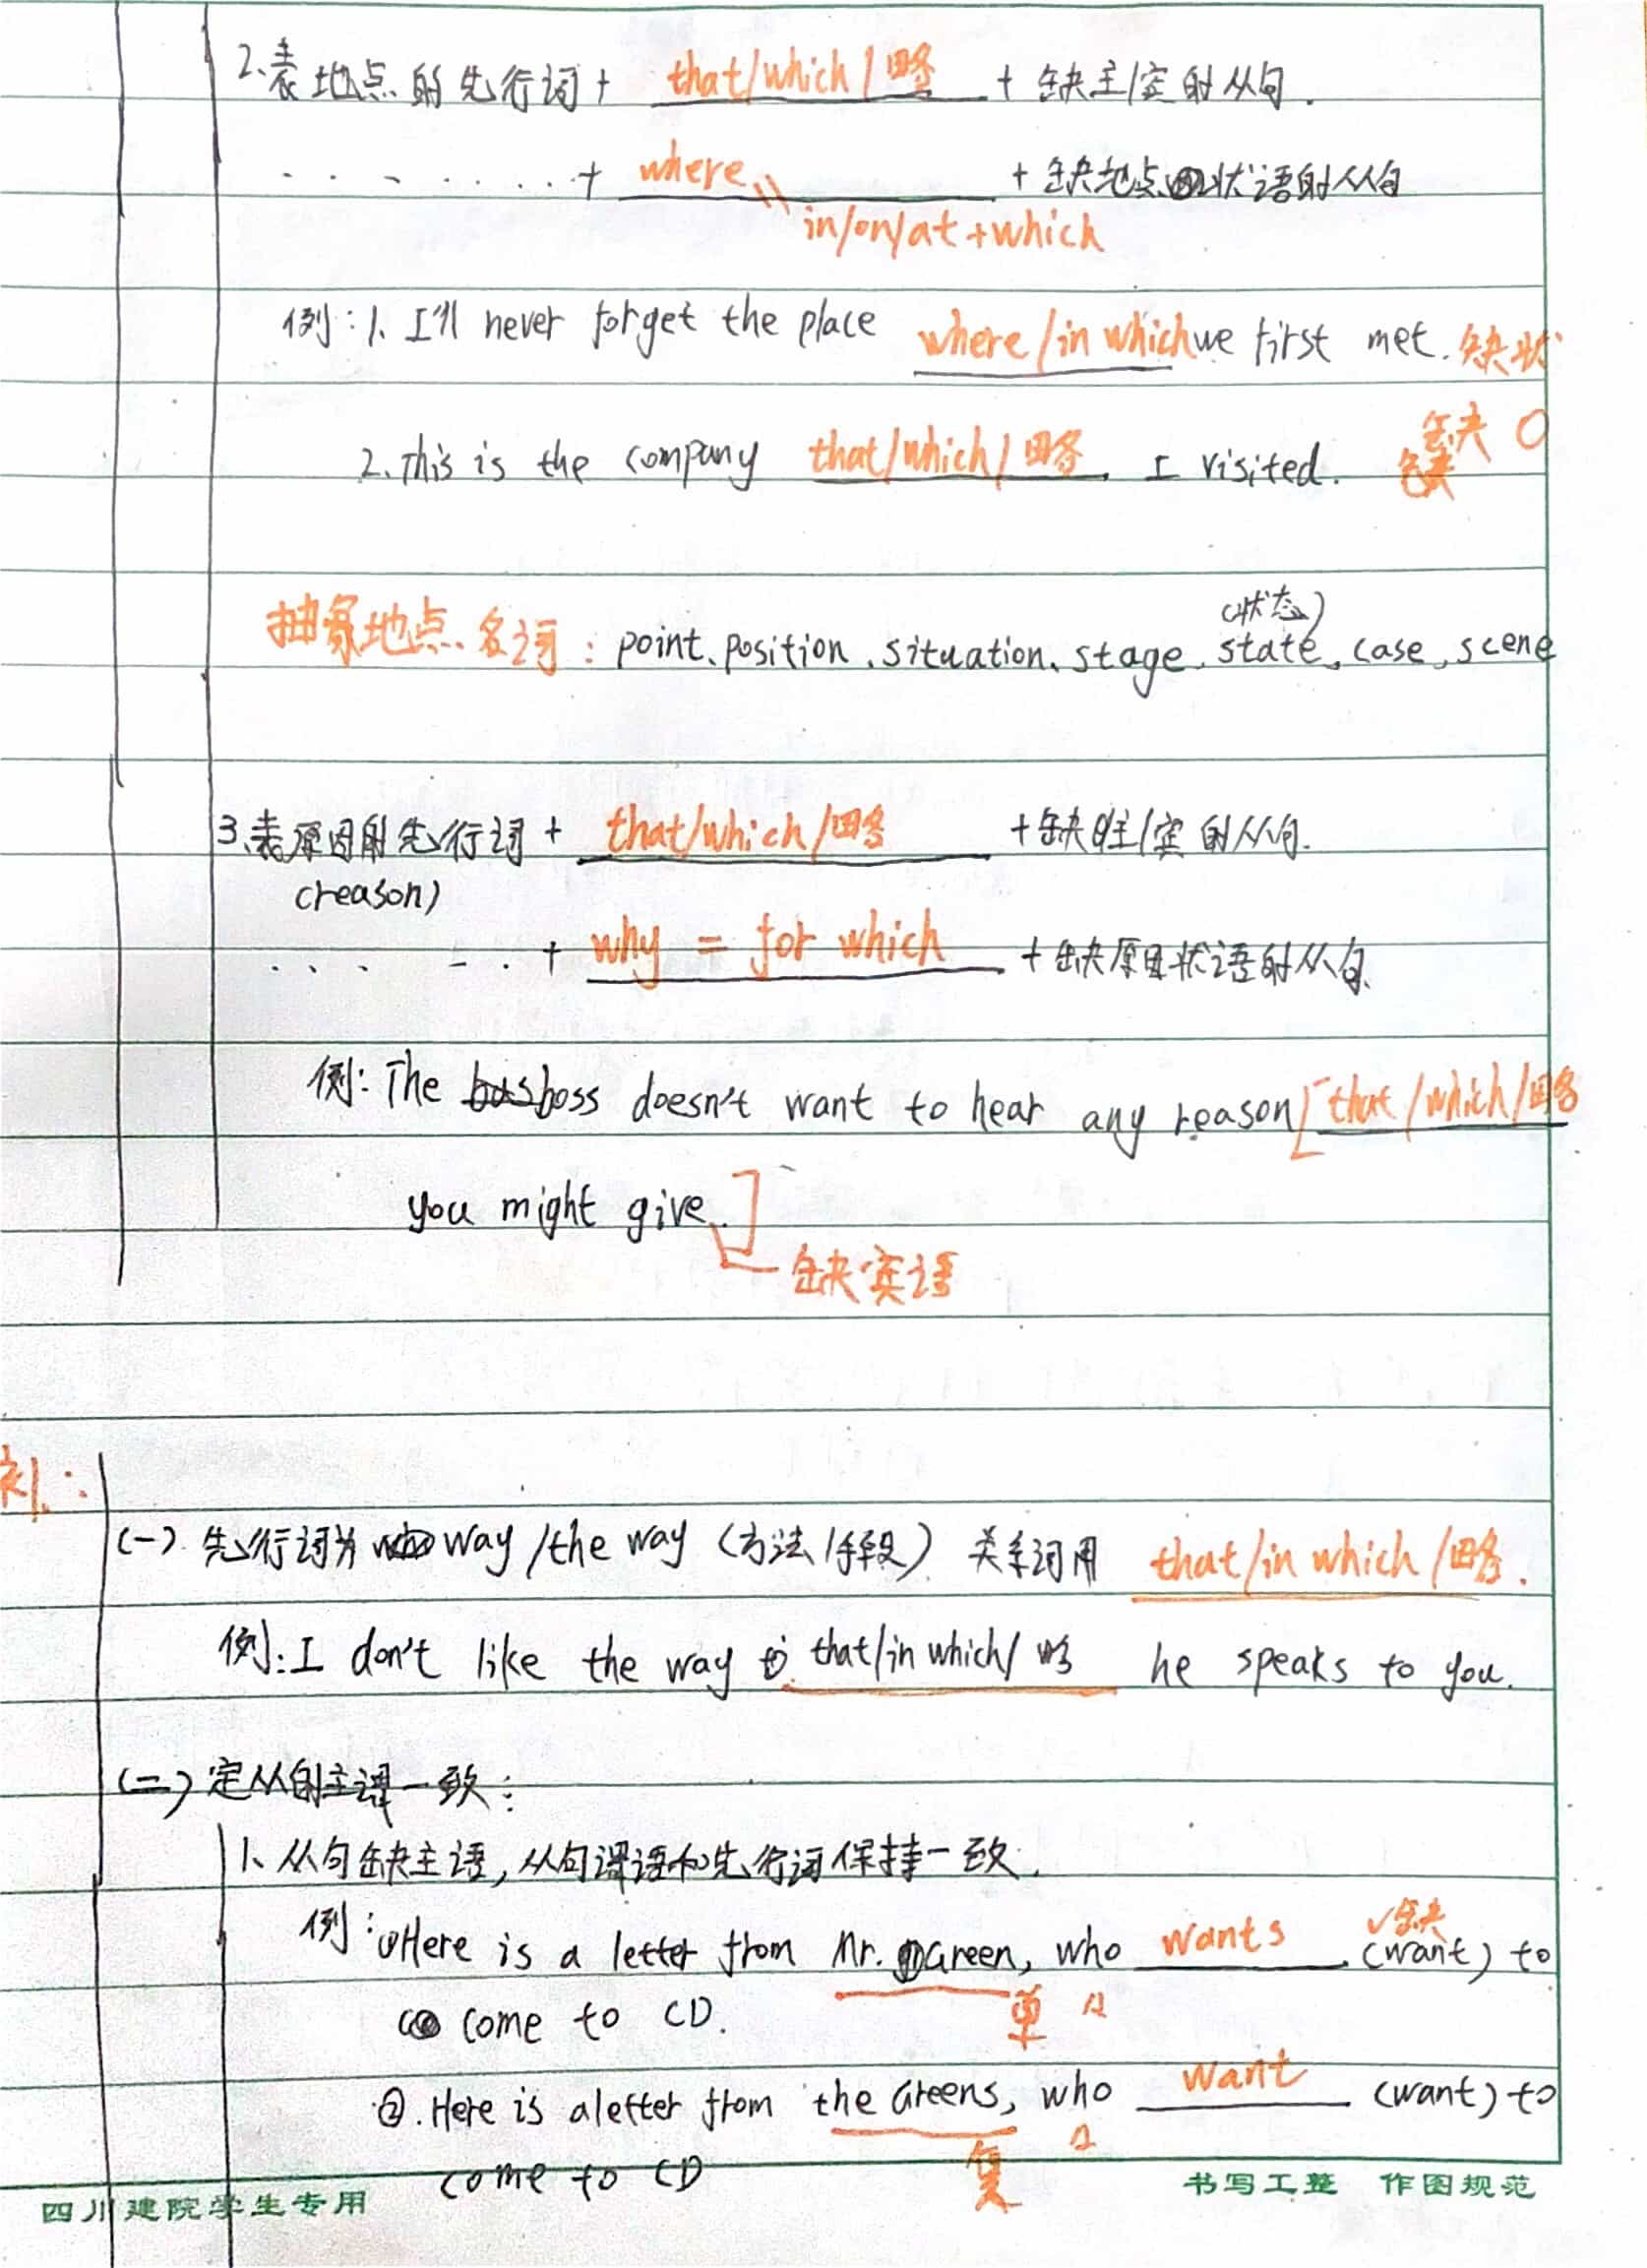 2、表地点的先行词+ that/which/略 +缺主/宾的从句.
. . . . . . . . + where +缺地点状语的从句
in/on/at+which
例：1. I'll never forget the place where/in which we first met. 缺状
2. This is the company that/which/略 I visited. 缺O
(状态)
抽象地点名词：point、position、situation、stage、state、case、scene
3、表原因的先行词+ that/which/略 +缺主/宾的从句.
(reason)
. . . . . . + why = for which +缺原因状语的从句.
例：The boss doesn't want to hear any reason[that/which/略
you might give.]
缺宾语
补：
(一) 先行词为way/the way (方法/手段) 关系词用 that/in which/略.
例：I don't like the way that/in which/略 he speaks to you.
(二) 定从的主谓一致：
1、从句缺主语，从句谓语和先行词保持一致.
例：①Here is a letter from Mr. Green, who wants (want) to
✓缺
come to CD.
单
②. Here is a letter from the Greens, who want (want) to
come to CD
复
四川建院学生专用 书写工整 作图规范